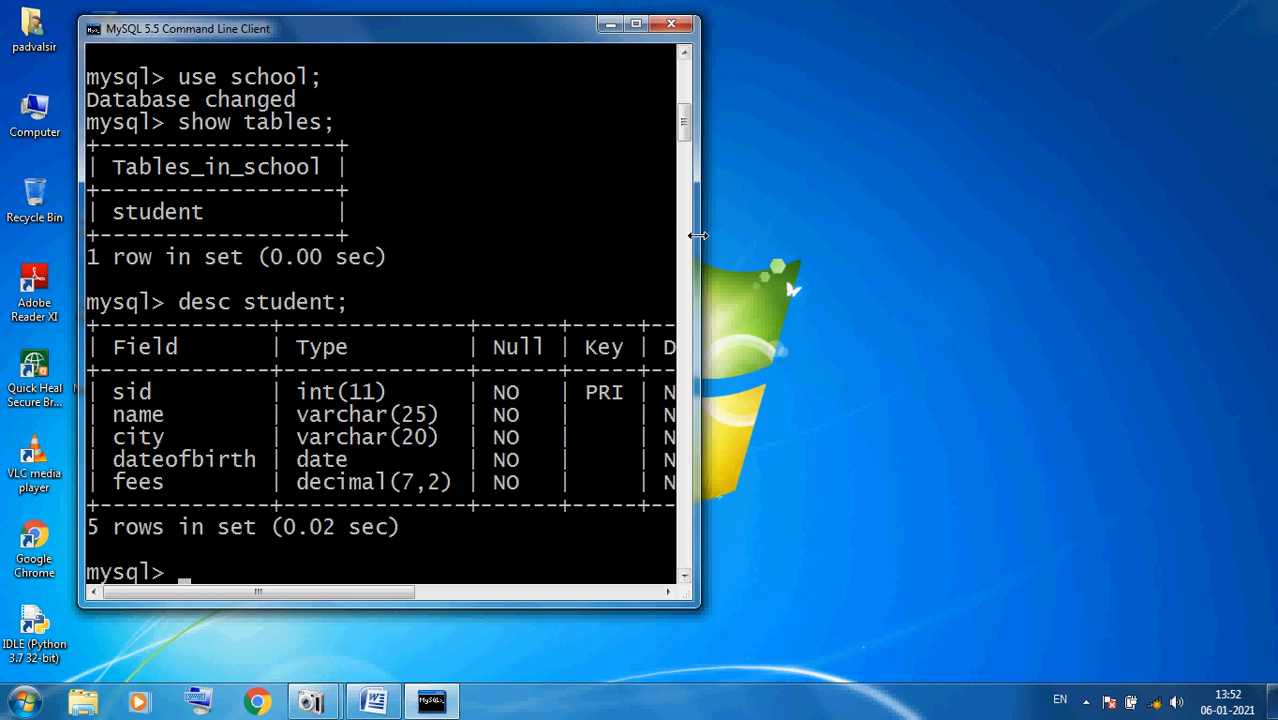 MySQL 5.5 Command Line Client
mysql> use school;
Database changed
mysql> show tables;
+------------------+
| Tables_in_school |
+------------------+
| student          |
+------------------+
1 row in set (0.00 sec)
mysql> desc student;
+-------------+--------------+------+-----+--
| Field       | Type         | Null | Key | D
+-------------+--------------+------+-----+--
| sid         | int(11)      | NO   | PRI | N
| name        | varchar(25)  | NO   |     | N
| city        | varchar(20)  | NO   |     | N
| dateofbirth | date         | NO   |     | N
| fees        | decimal(7,2) | NO   |     | N
+-------------+--------------+------+-----+--
5 rows in set (0.02 sec)
mysql>
padvalsir
Computer
Recycle Bin
Adobe
Reader XI
Quick Heal
Secure Br...
VLC media
player
Google
Chrome
IDLE (Python
3.7 32-bit)
EN
13:52
06-01-2021